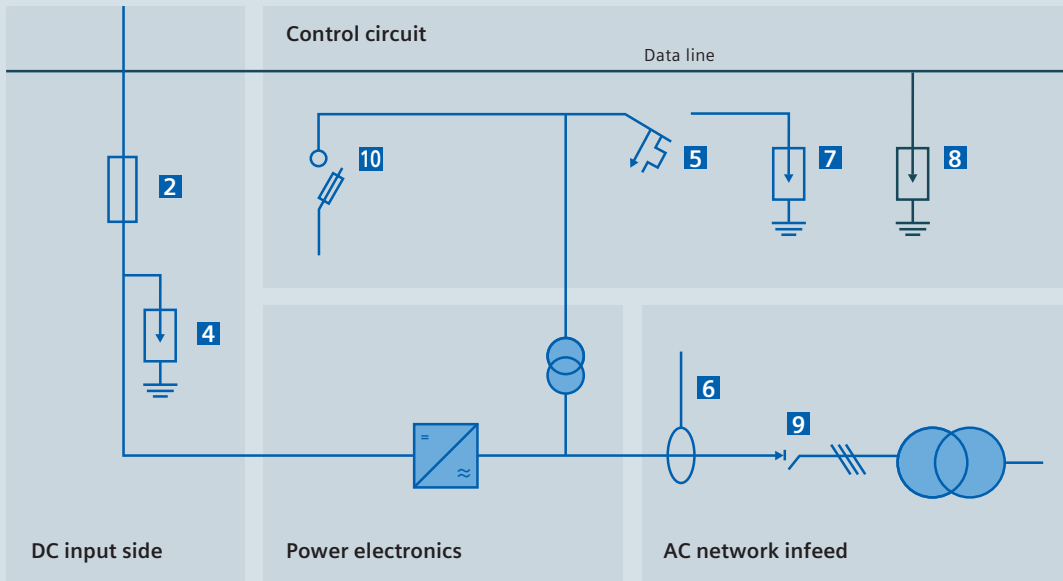 Control circuit
Data line
10
5
7
8
2
4
6
9
=
≈
DC input side
Power electronics
AC network infeed